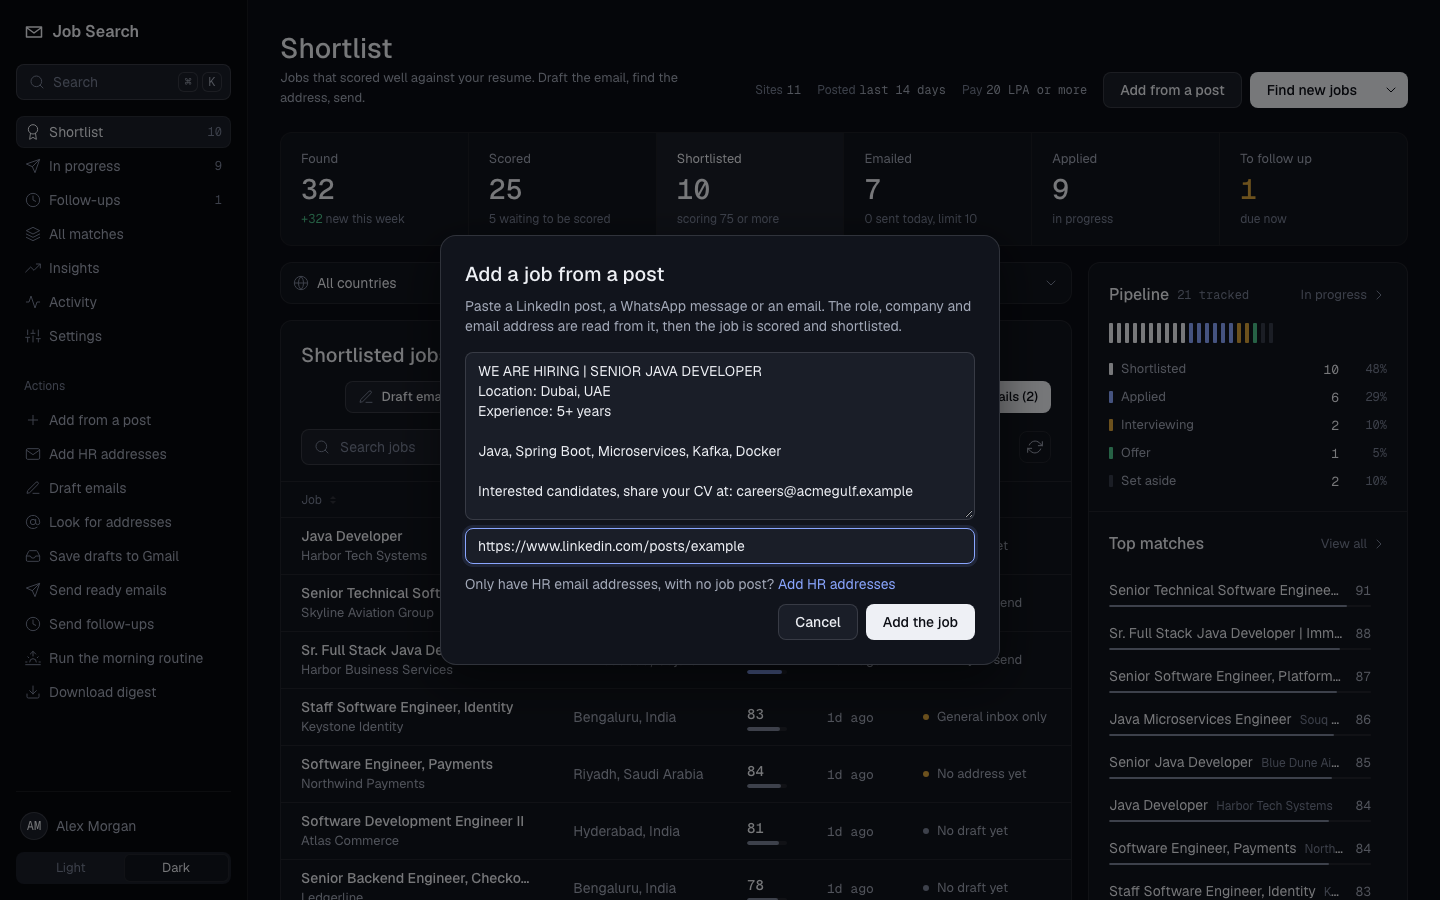 Job Search
Search ⌘ K
Shortlist 10
In progress 9
Follow-ups 1
All matches
Insights
Activity
Settings
Actions
Add from a post
Add HR addresses
Draft emails
Look for addresses
Save drafts to Gmail
Send ready emails
Send follow-ups
Run the morning routine
Download digest
AM Alex Morgan
Light Dark
Shortlist
Jobs that scored well against your resume. Draft the email, find the
address, send.
Sites 11 Posted last 14 days Pay 20 LPA or more
Add from a post
Find new jobs
Found
32
+32 new this week
Scored
25
5 waiting to be scored
Shortlisted
10
scoring 75 or more
Emailed
7
0 sent today, limit 10
Applied
9
in progress
To follow up
1
due now
All countries
Shortlisted
Draft
(2)
Search jobs
Job
Java Developer
Harbor Tech Systems
Senior Technical
Skyline Aviation Group
Sr. Full Stack Java
Harbor Business Services
Staff Software Engineer, Identity
Keystone Identity
Bengaluru, India 83 1d ago General inbox only
Software Engineer, Payments
Northwind Payments
Riyadh, Saudi Arabia 84 1d ago No address yet
Software Development Engineer II
Atlas Commerce
Hyderabad, India 81 1d ago No draft yet
Senior Backend Engineer, Checko...
Ledgerline
Bengaluru, India 78 1d ago No draft yet
Add a job from a post
Paste a LinkedIn post, a WhatsApp message or an email. The role, company and
email address are read from it, then the job is scored and shortlisted.
WE ARE HIRING | SENIOR JAVA DEVELOPER
Location: Dubai, UAE
Experience: 5+ years
Java, Spring Boot, Microservices, Kafka, Docker
Interested candidates, share your CV at: careers@acmegulf.example
https://www.linkedin.com/posts/example
Only have HR email addresses, with no job post? Add HR addresses
Cancel
Add the job
Pipeline 21 tracked In progress
Shortlisted 10 48%
Applied 6 29%
Interviewing 2 10%
Offer 1 5%
Set aside 2 10%
Top matches View all
Senior Technical Software Enginee... 91
Sr. Full Stack Java Developer | Imm... 88
Senior Software Engineer, Platform... 87
Java Microservices Engineer Souq ... 86
Senior Java Developer Blue Dune Ai... 85
Java Developer Harbor Tech Systems 84
Software Engineer, Payments North... 84
Staff Software Engineer, Identity K... 83